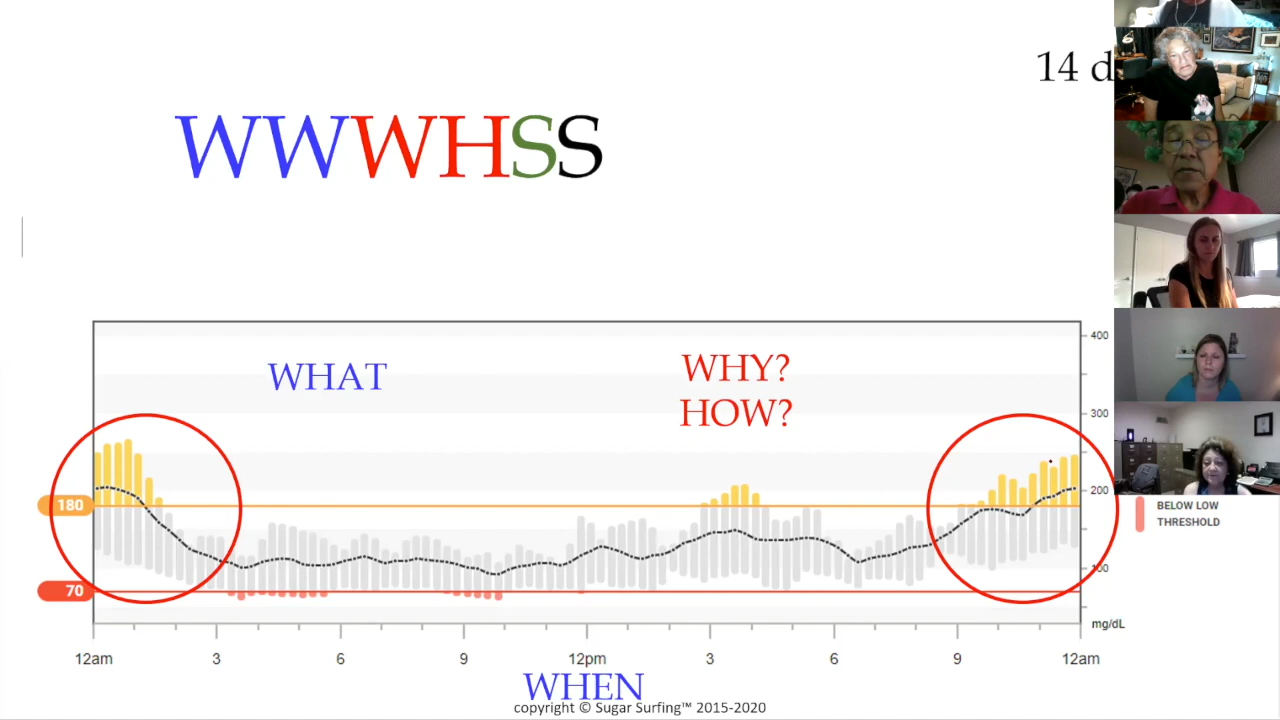 14 d
WWWHSS
WHAT
WHY?
HOW?
400
300
200
100
mg/dL
180
70
BELOW LOW
THRESHOLD
12am 3 6 9 12pm 3 6 9 12am
WHEN
copyright © Sugar Surfing™ 2015-2020